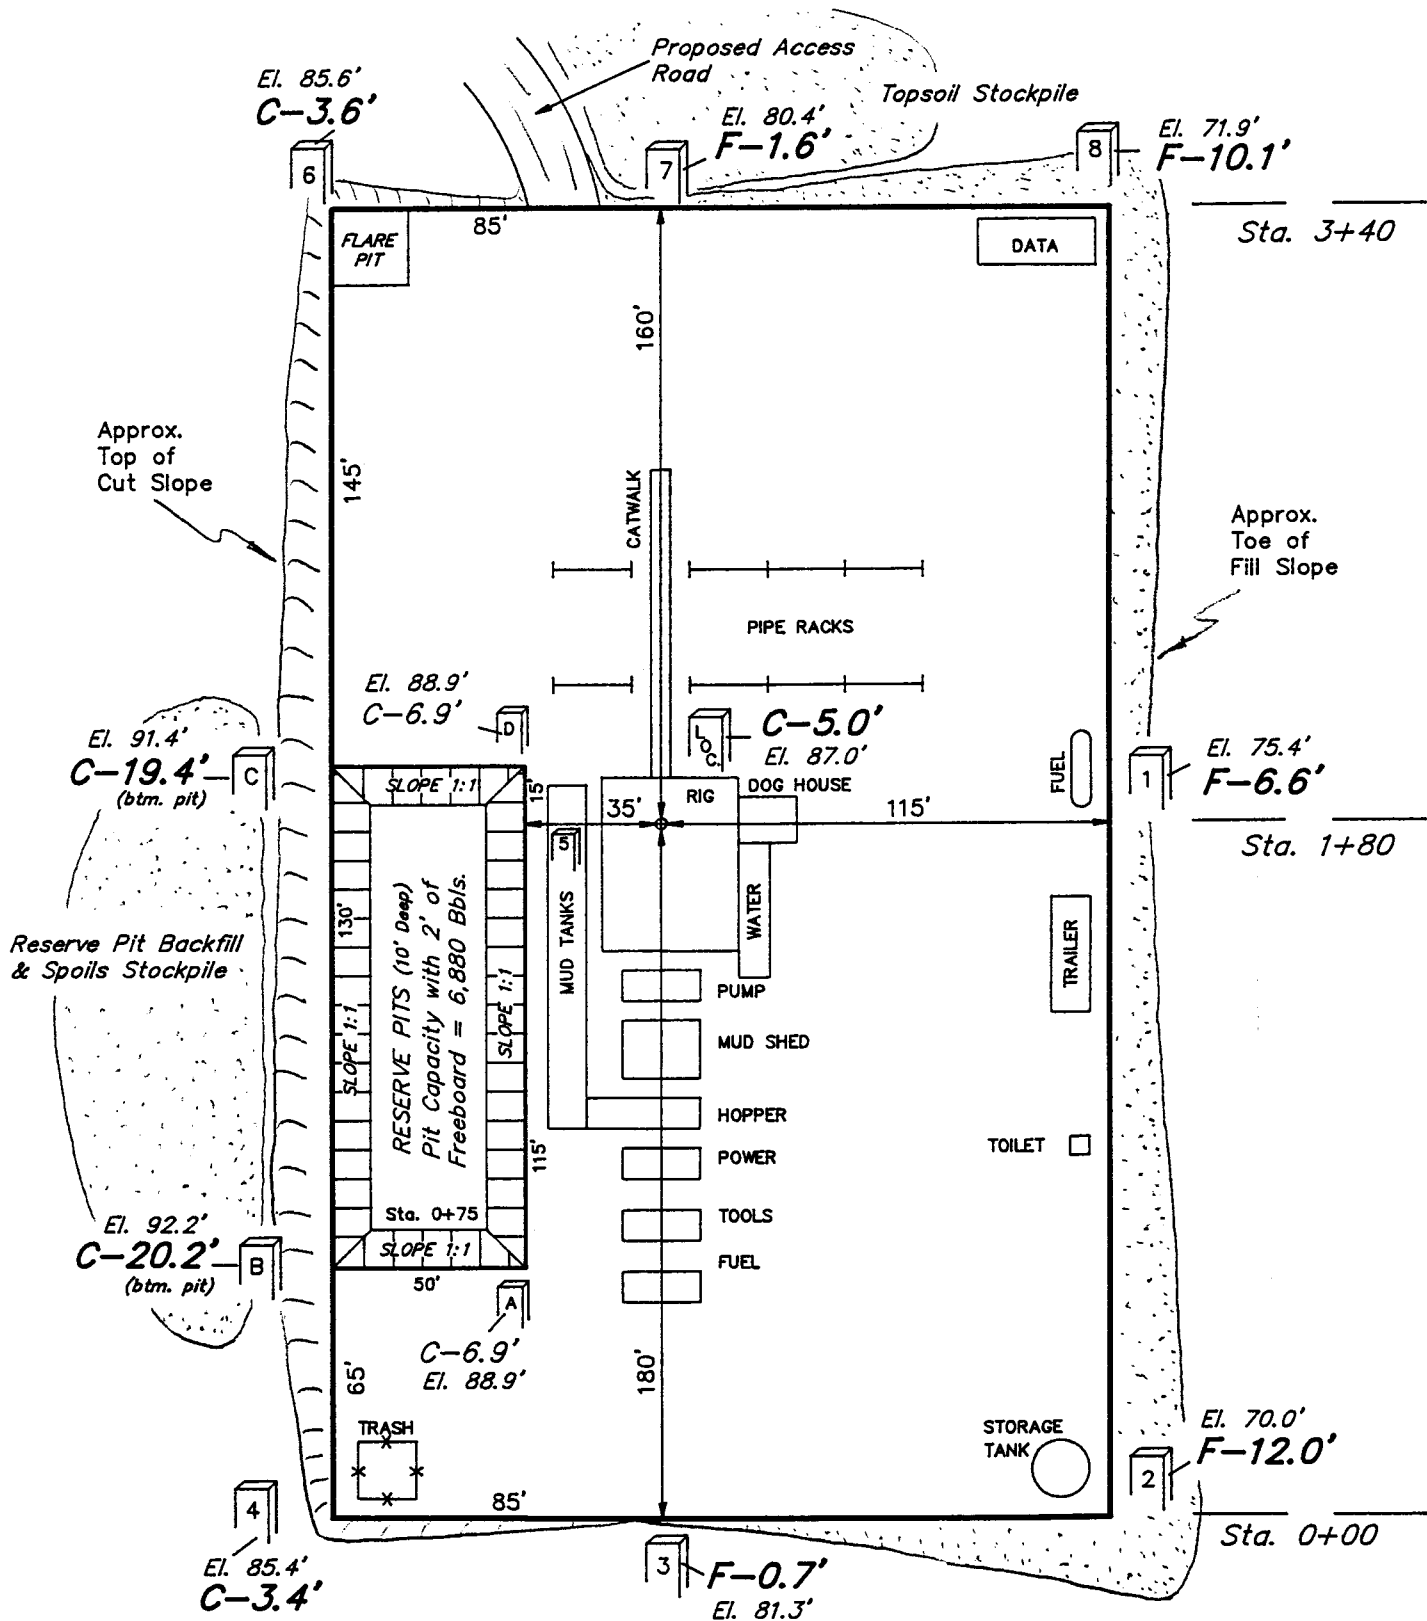 Proposed Access
Road
El. 85.6'
C-3.6'
Topsoil Stockpile
El. 80.4'
F-1.6'
El. 71.9'
F-10.1'
6
7
8
85'
Sta. 3+40
FLARE
PIT
DATA
160'
Approx.
Top of
Cut Slope
145'
CATWALK
Approx.
Toe of
Fill Slope
PIPE RACKS
El. 88.9'
C-6.9'
D
LOC.
C-5.0'
El. 87.0'
El. 91.4'
C-19.4'
(btm. pit)
C
FUEL
1
El. 75.4'
F-6.6'
SLOPE 1:1
15'
RIG
DOG HOUSE
35'
115'
Sta. 1+80
5
130'
RESERVE PITS (10' Deep)
Pit Capacity with 2' of
Freeboard = 6,880 Bbls.
MUD TANKS
WATER
TRAILER
Reserve Pit Backfill
& Spoils Stockpile
SLOPE 1:1
SLOPE 1:1
PUMP
MUD SHED
HOPPER
115'
POWER
TOILET
Sta. 0+75
TOOLS
El. 92.2'
C-20.2'
(btm. pit)
B
SLOPE 1:1
FUEL
50'
A
C-6.9'
El. 88.9'
65'
180'
TRASH
STORAGE
TANK
El. 70.0'
F-12.0'
2
4
85'
Sta. 0+00
El. 85.4'
C-3.4'
3
F-0.7'
El. 81.3'